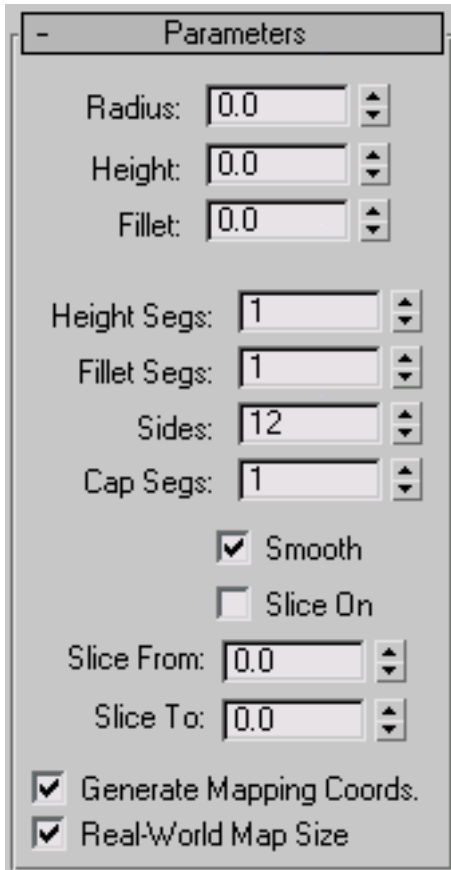 - Parameters
Radius: 0.0
Height: 0.0
Fillet: 0.0
Height Segs: 1
Fillet Segs: 1
Sides: 12
Cap Segs: 1
Smooth
Slice On
Slice From: 0.0
Slice To: 0.0
Generate Mapping Coords.
Real-World Map Size